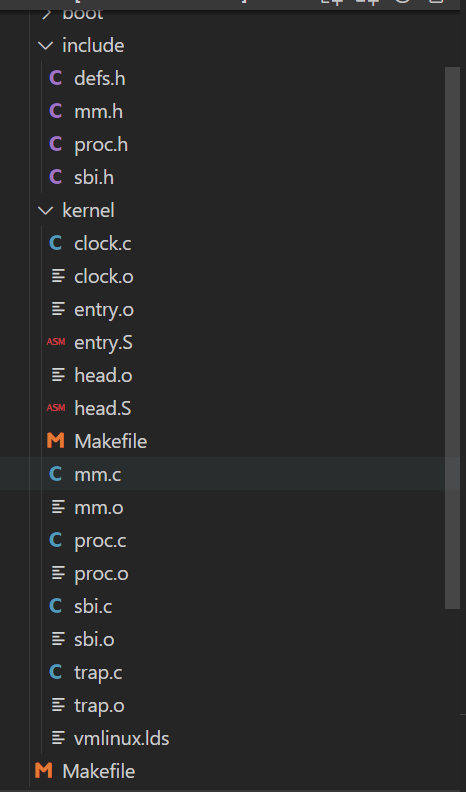 boot
include
C defs.h
C mm.h
C proc.h
C sbi.h
kernel
C clock.c
clock.o
entry.o
ASM entry.S
head.o
ASM head.S
M Makefile
C mm.c
mm.o
C proc.c
proc.o
C sbi.c
sbi.o
C trap.c
trap.o
vmlinux.lds
M Makefile